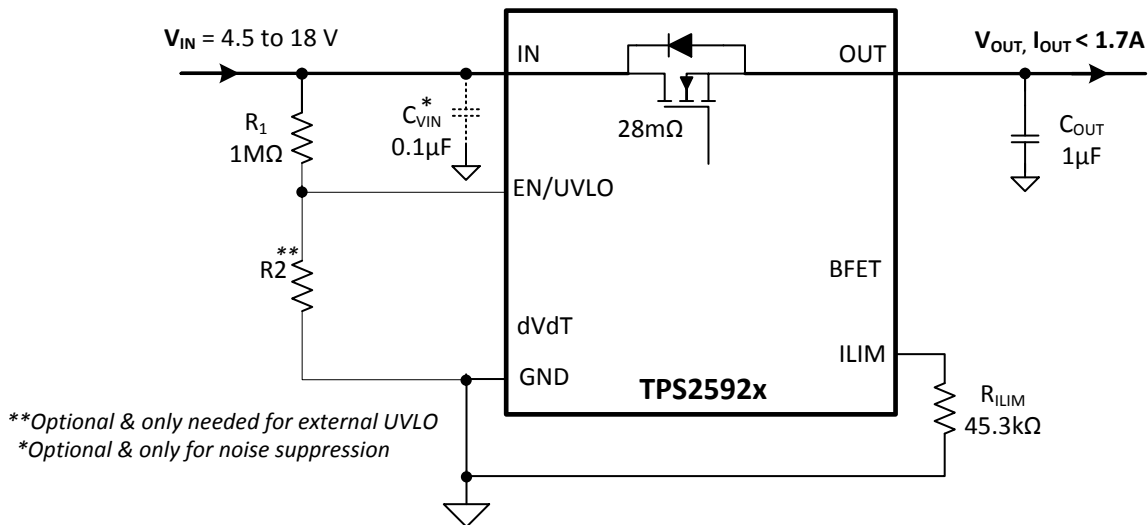 V_IN = 4.5 to 18 V
IN
OUT
V_OUT, I_OUT < 1.7A
R_1
1MΩ
C_VIN*
0.1µF
28mΩ
C_OUT
1µF
EN/UVLO
R2**
BFET
dVdT
ILIM
GND
TPS2592x
R_ILIM
45.3kΩ
**Optional & only needed for external UVLO
*Optional & only for noise suppression